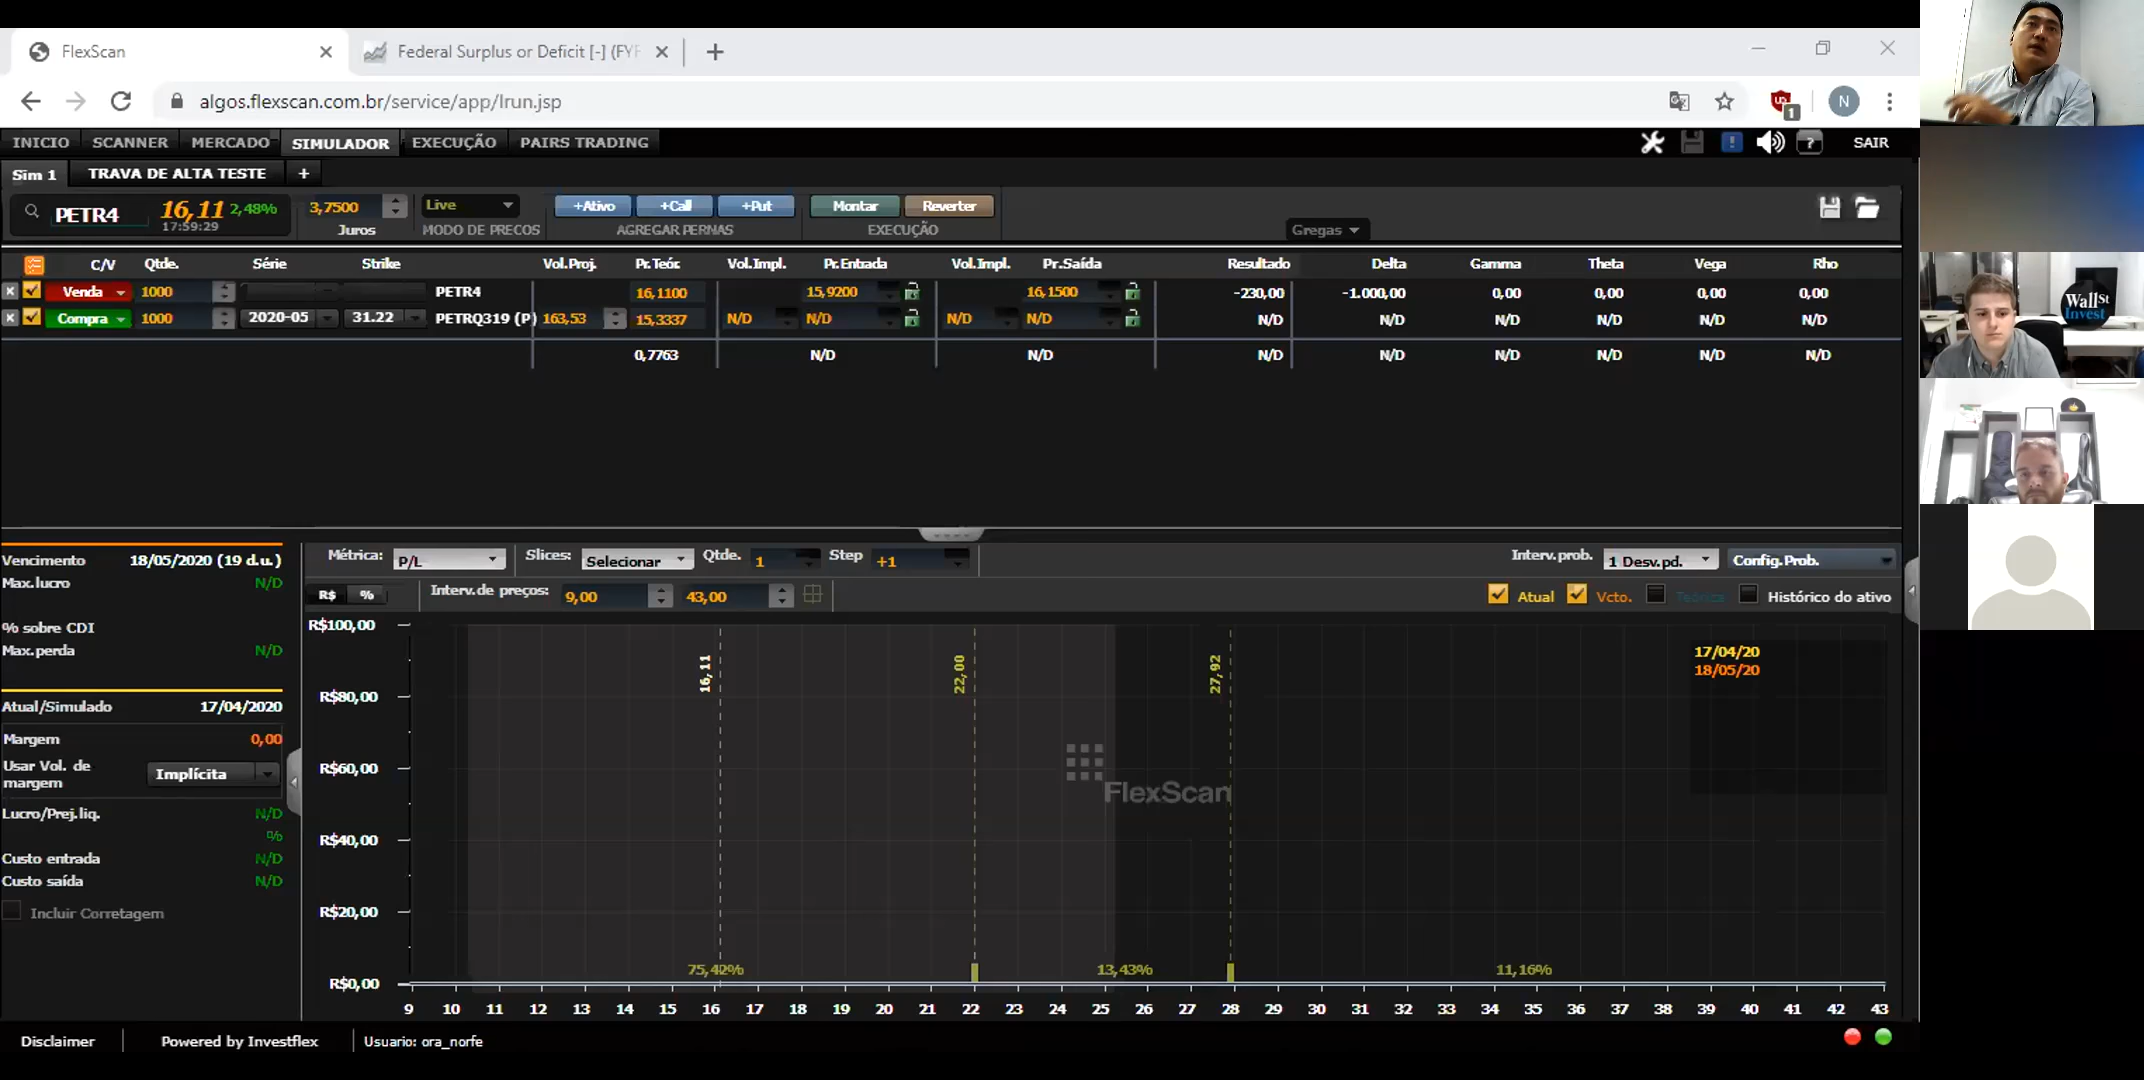 FlexScan
Federal Surplus or Deficit [-] (FYF
algos.flexscan.com.br/service/app/lrun.jsp
N
1
INICIO SCANNER MERCADO SIMULADOR EXECUÇÃO PAIRS TRADING SAIR
Sim 1 TRAVA DE ALTA TESTE +
PETR4 16,11 2,48% 3,7500 Live +Ativo +Call +Put Montar Reverter
17:59:29 Juros MODO DE PRECOS AGREGAR PERNAS EXECUÇÃO Gregas
C/V Qtde. Série Strike Vol.Proj. Pr.Teór. Vol.Impl. Pr.Entrada Vol.Impl. Pr.Saída Resultado Delta Gamma Theta Vega Rho
Venda 1000 PETR4 16,1100 15,9200 16,1500 -230,00 -1.000,00 0,00 0,00 0,00 0,00
Compra 1000 2020-05 31.22 PETRQ319 (P) 163,53 15,3337 N/D N/D N/D N/D N/D N/D N/D N/D N/D N/D
0,7763 N/D N/D N/D N/D N/D N/D N/D N/D
Wall St
Invest
Vencimento 18/05/2020 (19 d.u.)
Max.lucro N/D
% sobre CDI
Max.perda N/D
Atual/Simulado 17/04/2020
Margem 0,00
Usar Vol. de
margem Implícita
Lucro/Prej.liq. N/D
%
Custo entrada N/D
Custo saída N/D
Incluir Corretagem
Métrica: P/L Slices: Selecionar Qtde. 1 Step +1 Interv.prob. 1 Desv.pd. Config.Prob.
R$ % Interv.de preços: 9,00 43,00 Atual Vcto. Teórica Histórico do ativo
R$100,00
R$80,00
R$60,00
R$40,00
R$20,00
R$0,00
16,11 22,00 27,92
17/04/20
18/05/20
FlexScan
75,42% 13,43% 11,16%
9 10 11 12 13 14 15 16 17 18 19 20 21 22 23 24 25 26 27 28 29 30 31 32 33 34 35 36 37 38 39 40 41 42 43
Disclaimer Powered by Investflex Usuario: ora_norfe